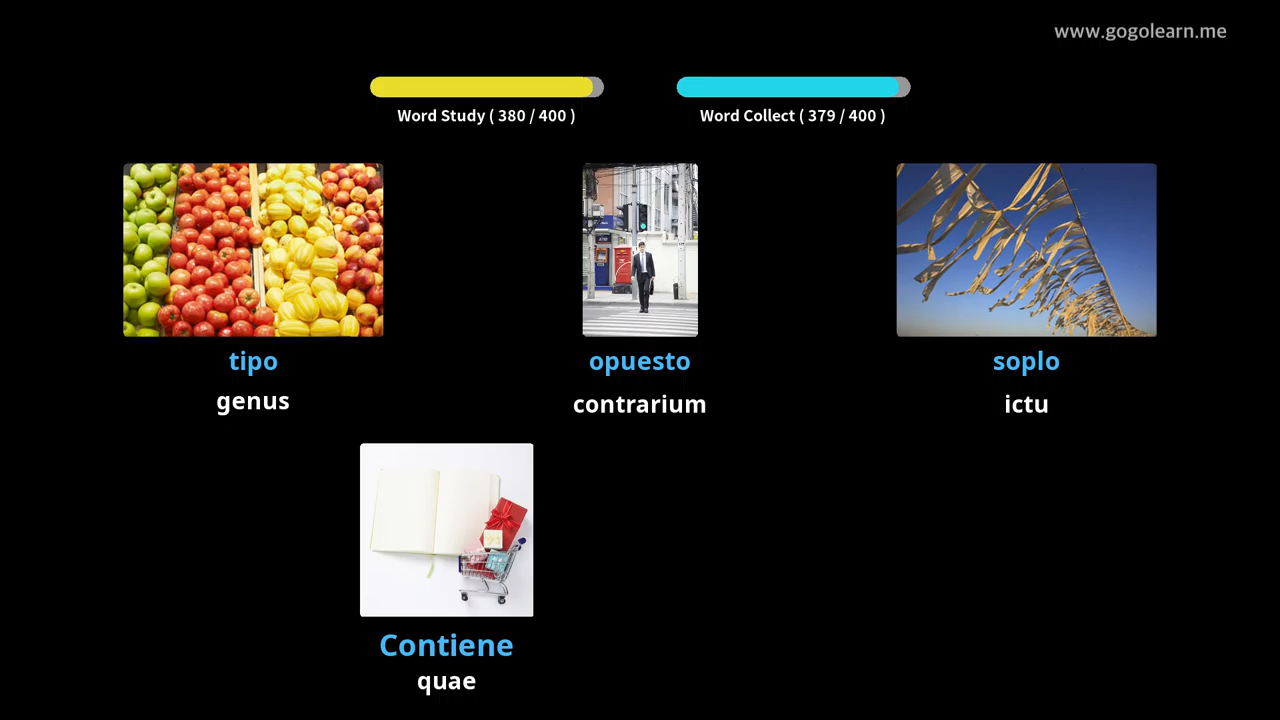 www.gogolearn.me
Word Study ( 380 / 400 )
Word Collect ( 379 / 400 )
tipo
opuesto
soplo
genus
contrarium
ictu
Contiene
quae